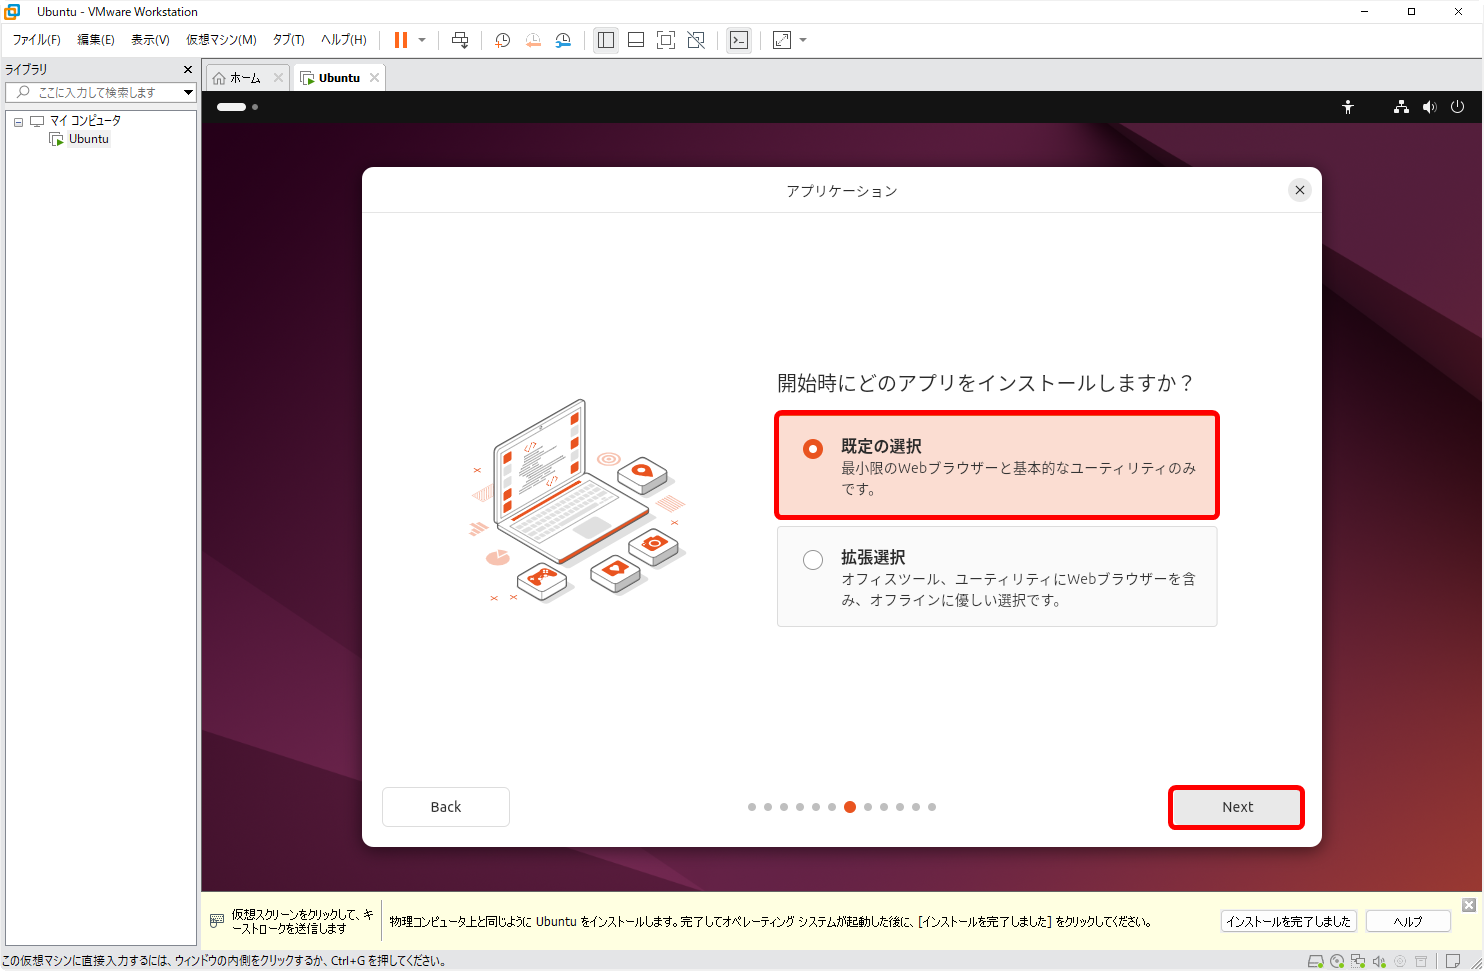 Ubuntu - VMware Workstation
ファイル(F) 編集(E) 表示(V) 仮想マシン(M) タブ(T) ヘルプ(H)
ライブラリ
ここに入力して検索します
マイ コンピュータ
Ubuntu
ホーム
Ubuntu
アプリケーション
開始時にどのアプリをインストールしますか？
既定の選択
最小限のWebブラウザーと基本的なユーティリティのみ
です。
拡張選択
オフィスツール、ユーティリティにWebブラウザーを含
み、オフラインに優しい選択です。
Back
Next
仮想スクリーンをクリックして、キ
ーストロークを送信します
物理コンピュータ上と同じように Ubuntu をインストールします。完了してオペレーティング システムが起動した後に、[インストールを完了しました] をクリックしてください。
インストールを完了しました
ヘルプ
この仮想マシンに直接入力するには、ウィンドウの内側をクリックするか、Ctrl+G を押してください。